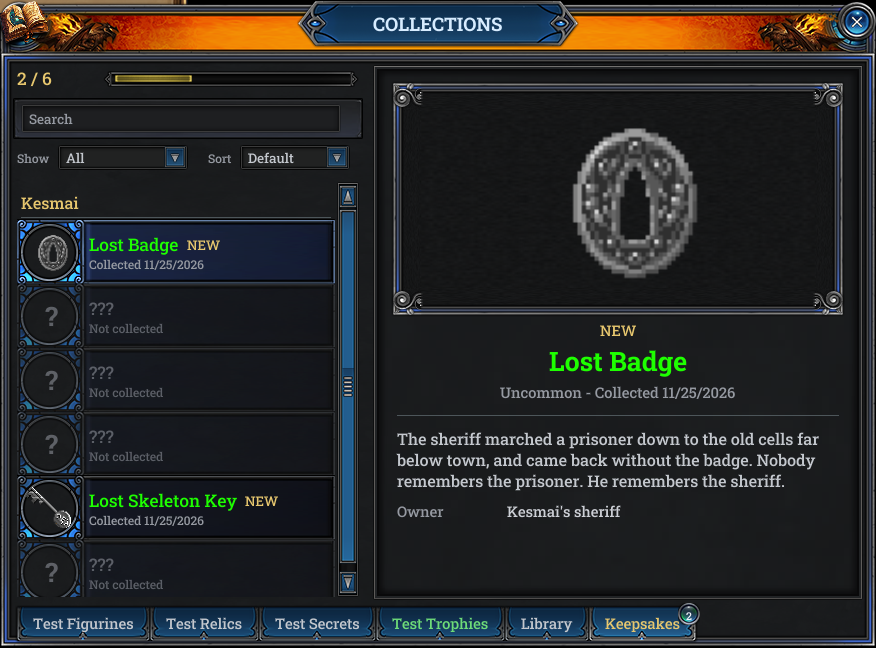 COLLECTIONS
2 / 6
Search
Show All Sort Default
Kesmai
Lost Badge NEW
Collected 11/25/2026
?
???
Not collected
?
???
Not collected
?
???
Not collected
Lost Skeleton Key NEW
Collected 11/25/2026
?
???
Not collected
NEW
Lost Badge
Uncommon - Collected 11/25/2026
The sheriff marched a prisoner down to the old cells far
below town, and came back without the badge. Nobody
remembers the prisoner. He remembers the sheriff.
Owner Kesmai's sheriff
Test Figurines Test Relics Test Secrets Test Trophies Library Keepsakes 2